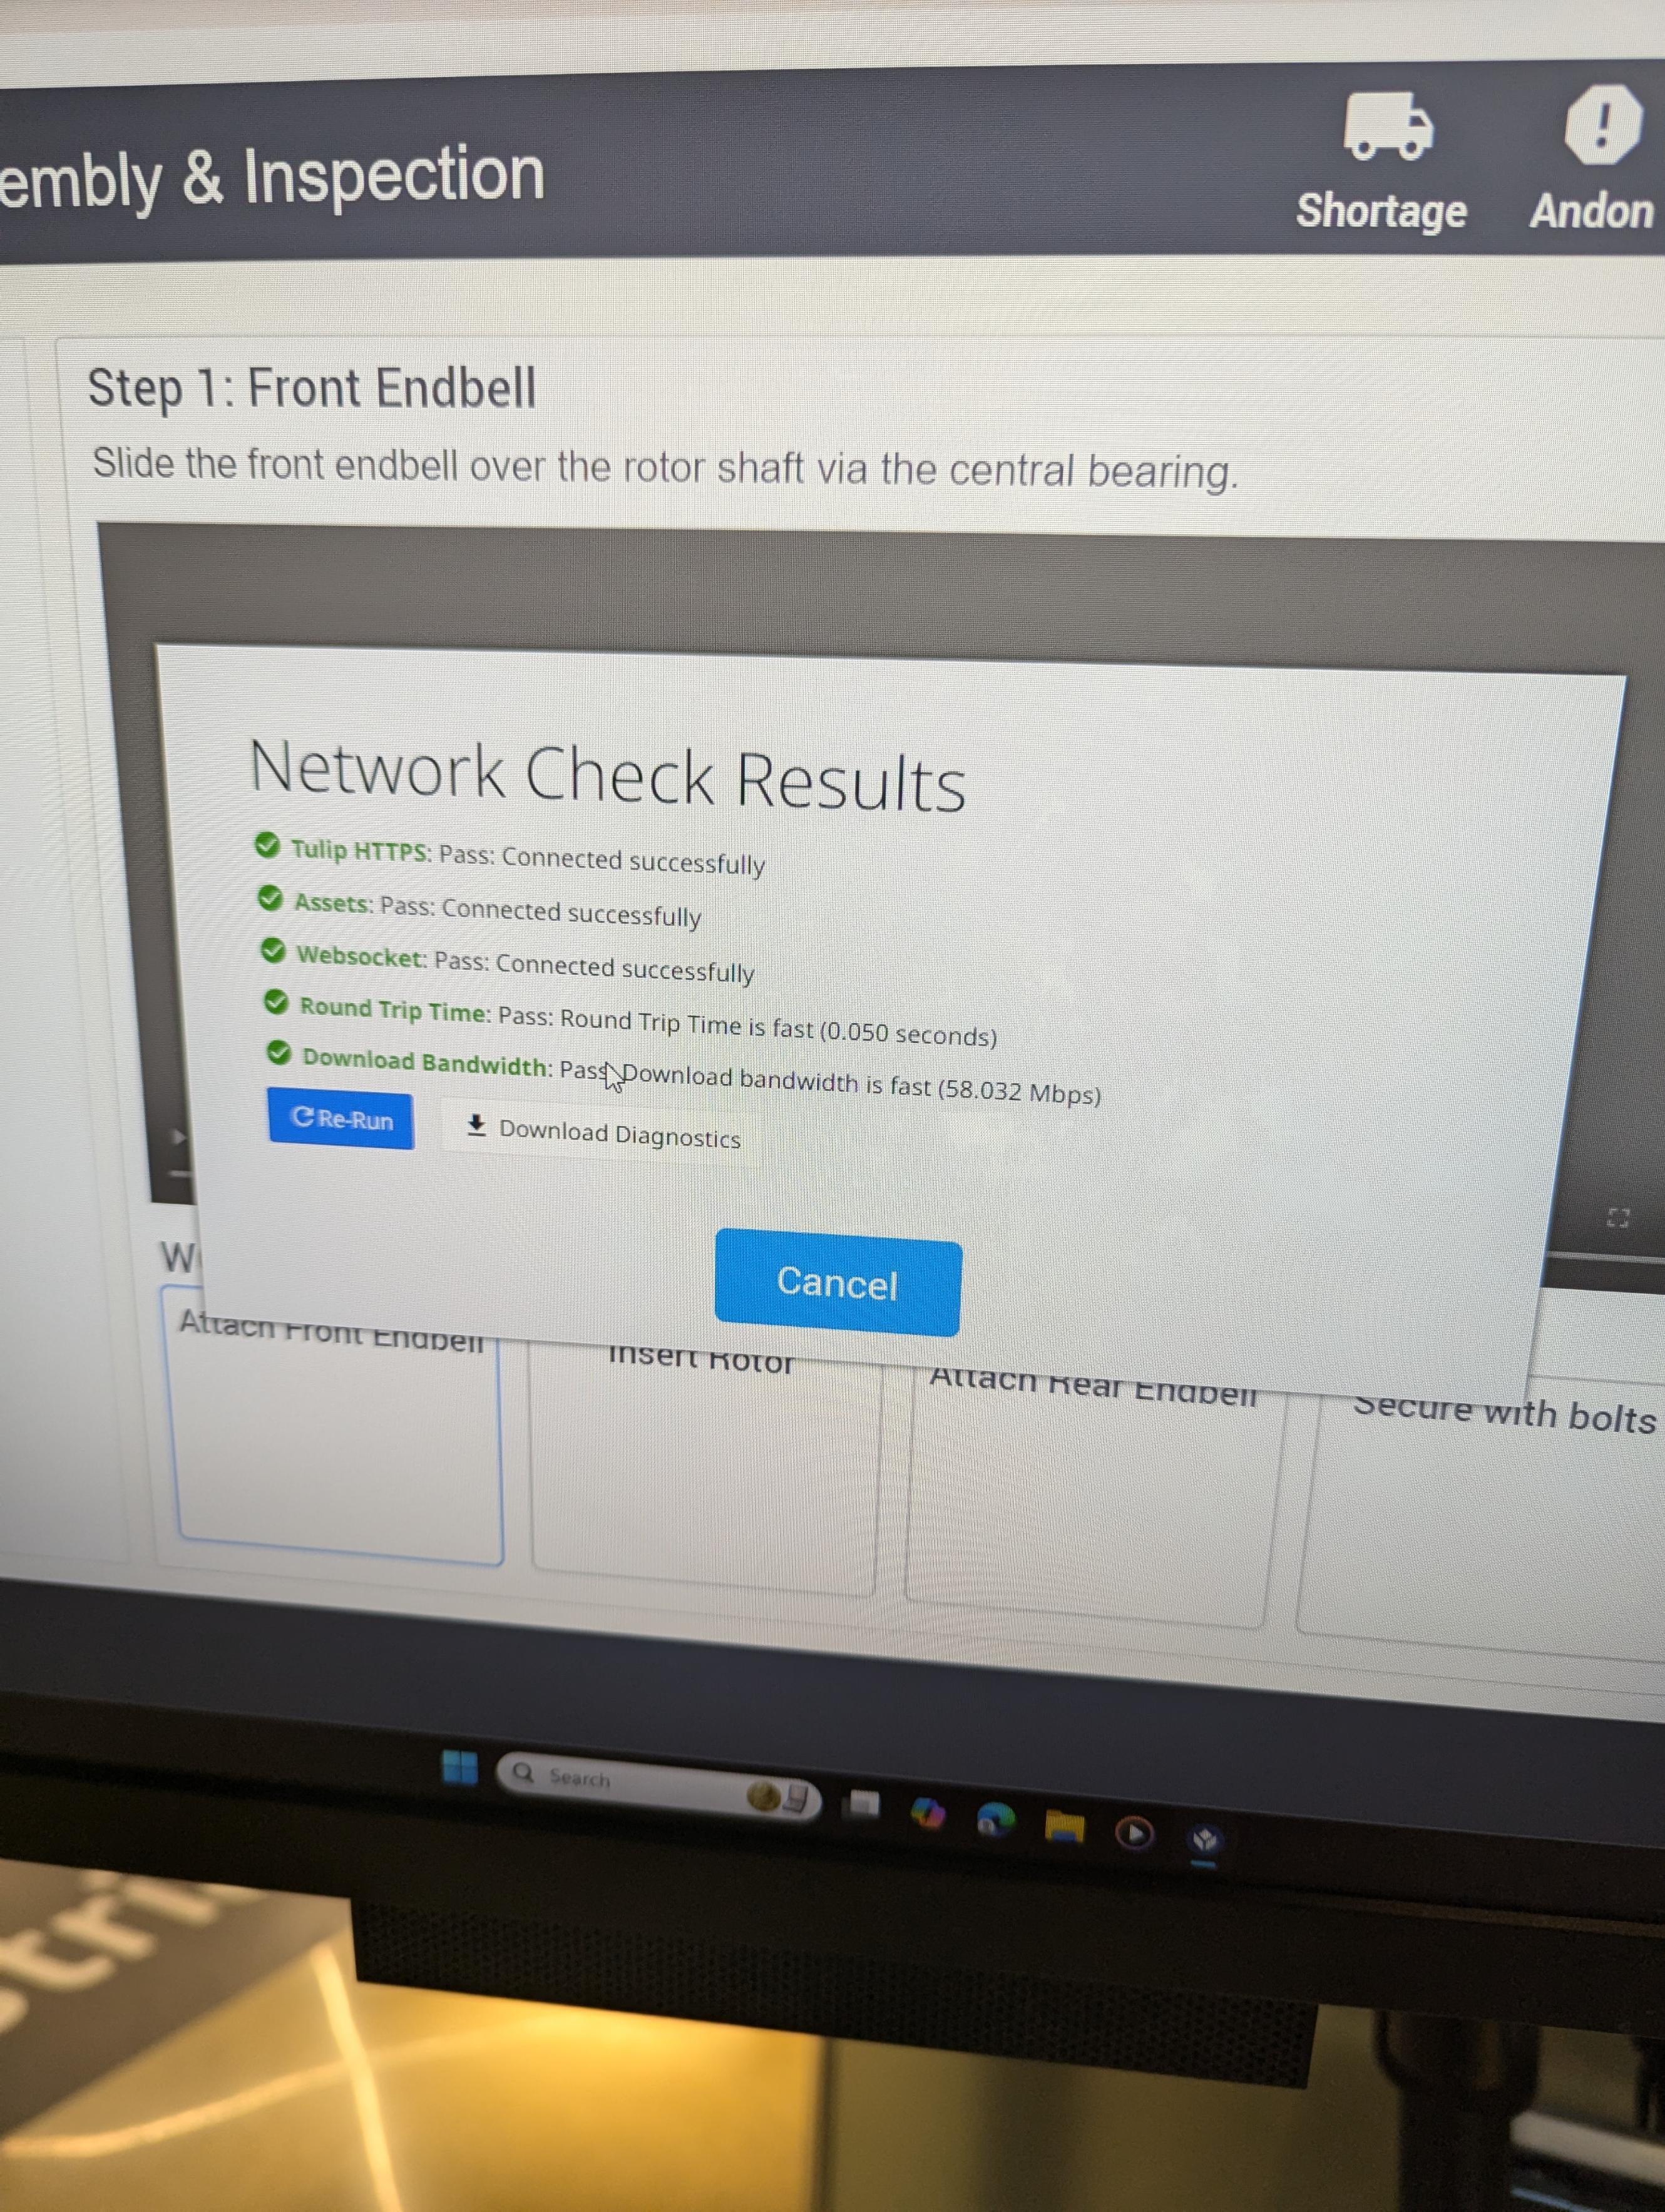 embly & Inspection
Shortage
Andon
Step 1: Front Endbell
Slide the front endbell over the rotor shaft via the central bearing.
Network Check Results
Tulip HTTPS: Pass: Connected successfully
Assets: Pass: Connected successfully
Websocket: Pass: Connected successfully
Round Trip Time: Pass: Round Trip Time is fast (0.050 seconds)
Download Bandwidth: Pass: Download bandwidth is fast (58.032 Mbps)
Re-Run
Download Diagnostics
Cancel
Attach Front Endbell
Insert Rotor
Attach Rear Endbell
Secure with bolts
Search